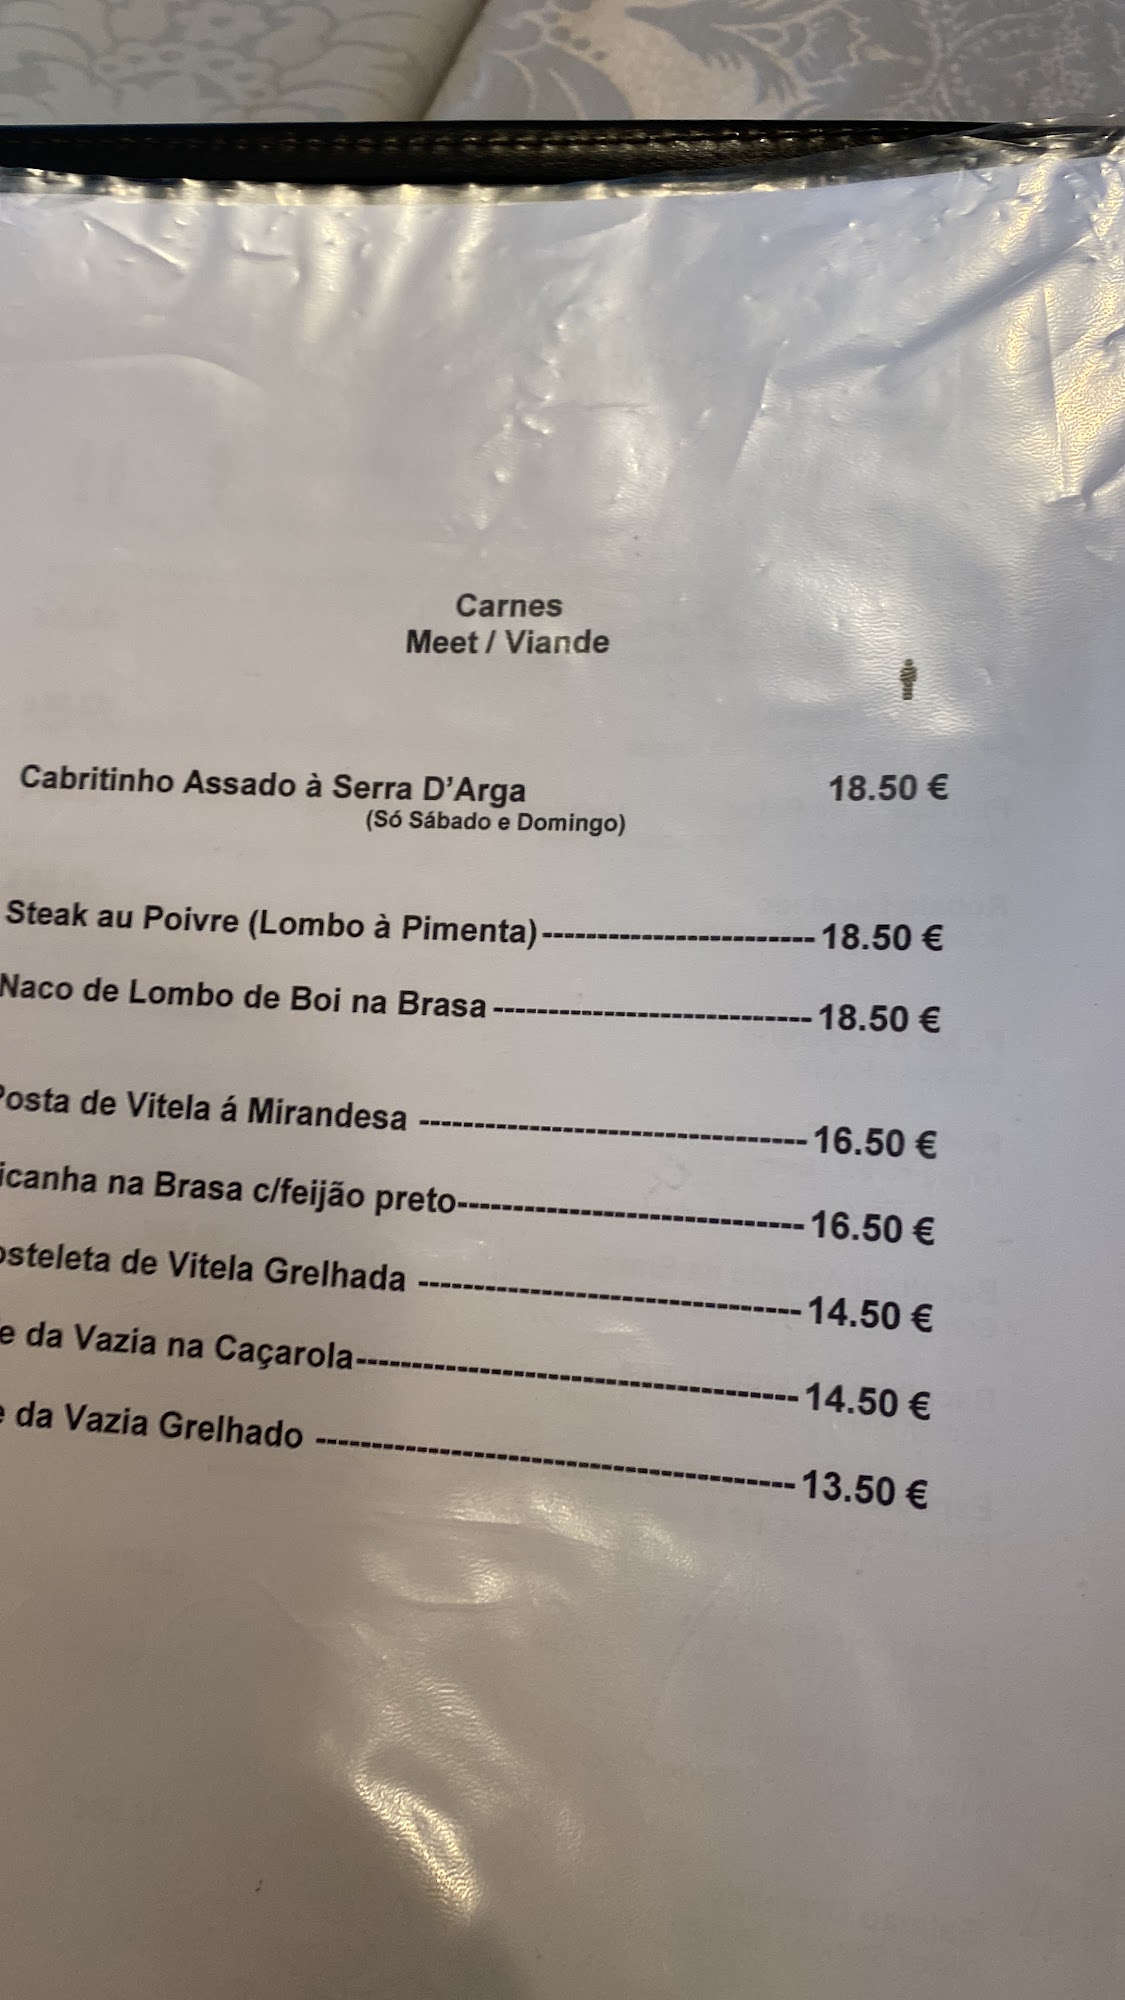 Carnes
Meet / Viande
Cabritinho Assado à Serra D'Arga 18.50 €
(Só Sábado e Domingo)
Steak au Poivre (Lombo à Pimenta)------------------------- 18.50 €
Naco de Lombo de Boi na Brasa ----------------------------- 18.50 €
Posta de Vitela á Mirandesa ----------------------------------- 16.50 €
icanha na Brasa c/feijão preto-------------------------------- 16.50 €
osteleta de Vitela Grelhada ----------------------------------- 14.50 €
e da Vazia na Caçarola---------------------------------------- 14.50 €
e da Vazia Grelhado ------------------------------------------- 13.50 €